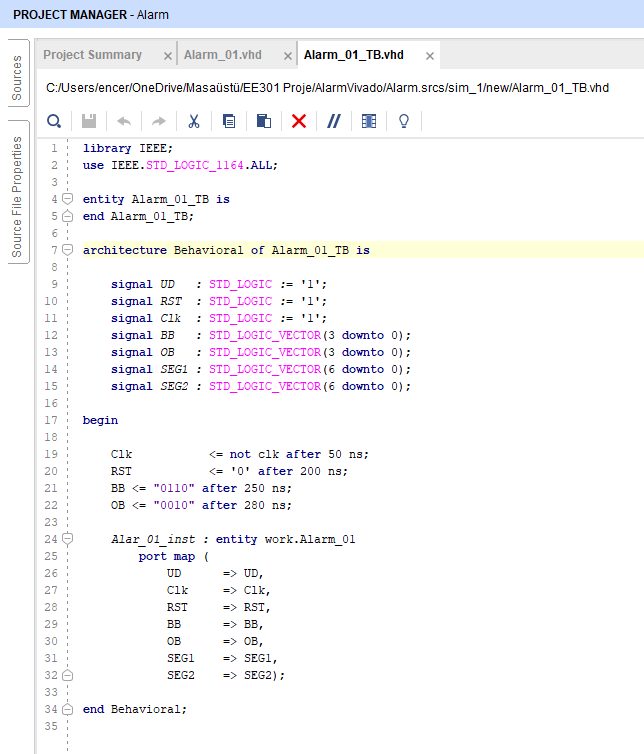 PROJECT MANAGER - Alarm
Sources
Source File Properties
Project Summary × Alarm_01.vhd × Alarm_01_TB.vhd ×
C:/Users/encer/OneDrive/Masaüstü/EE301 Proje/AlarmVivado/Alarm.srcs/sim_1/new/Alarm_01_TB.vhd
1 library IEEE;
2 use IEEE.STD_LOGIC_1164.ALL;
3
4 entity Alarm_01_TB is
5 end Alarm_01_TB;
6
7 architecture Behavioral of Alarm_01_TB is
8
9 signal UD : STD_LOGIC := '1';
10 signal RST : STD_LOGIC := '1';
11 signal Clk : STD_LOGIC := '1';
12 signal BB : STD_LOGIC_VECTOR(3 downto 0);
13 signal OB : STD_LOGIC_VECTOR(3 downto 0);
14 signal SEG1 : STD_LOGIC_VECTOR(6 downto 0);
15 signal SEG2 : STD_LOGIC_VECTOR(6 downto 0);
16
17 begin
18
19 Clk <= not clk after 50 ns;
20 RST <= '0' after 200 ns;
21 BB <= "0110" after 250 ns;
22 OB <= "0010" after 280 ns;
23
24 Alar_01_inst : entity work.Alarm_01
25 port map (
26 UD => UD,
27 Clk => Clk,
28 RST => RST,
29 BB => BB,
30 OB => OB,
31 SEG1 => SEG1,
32 SEG2 => SEG2);
33
34 end Behavioral;
35